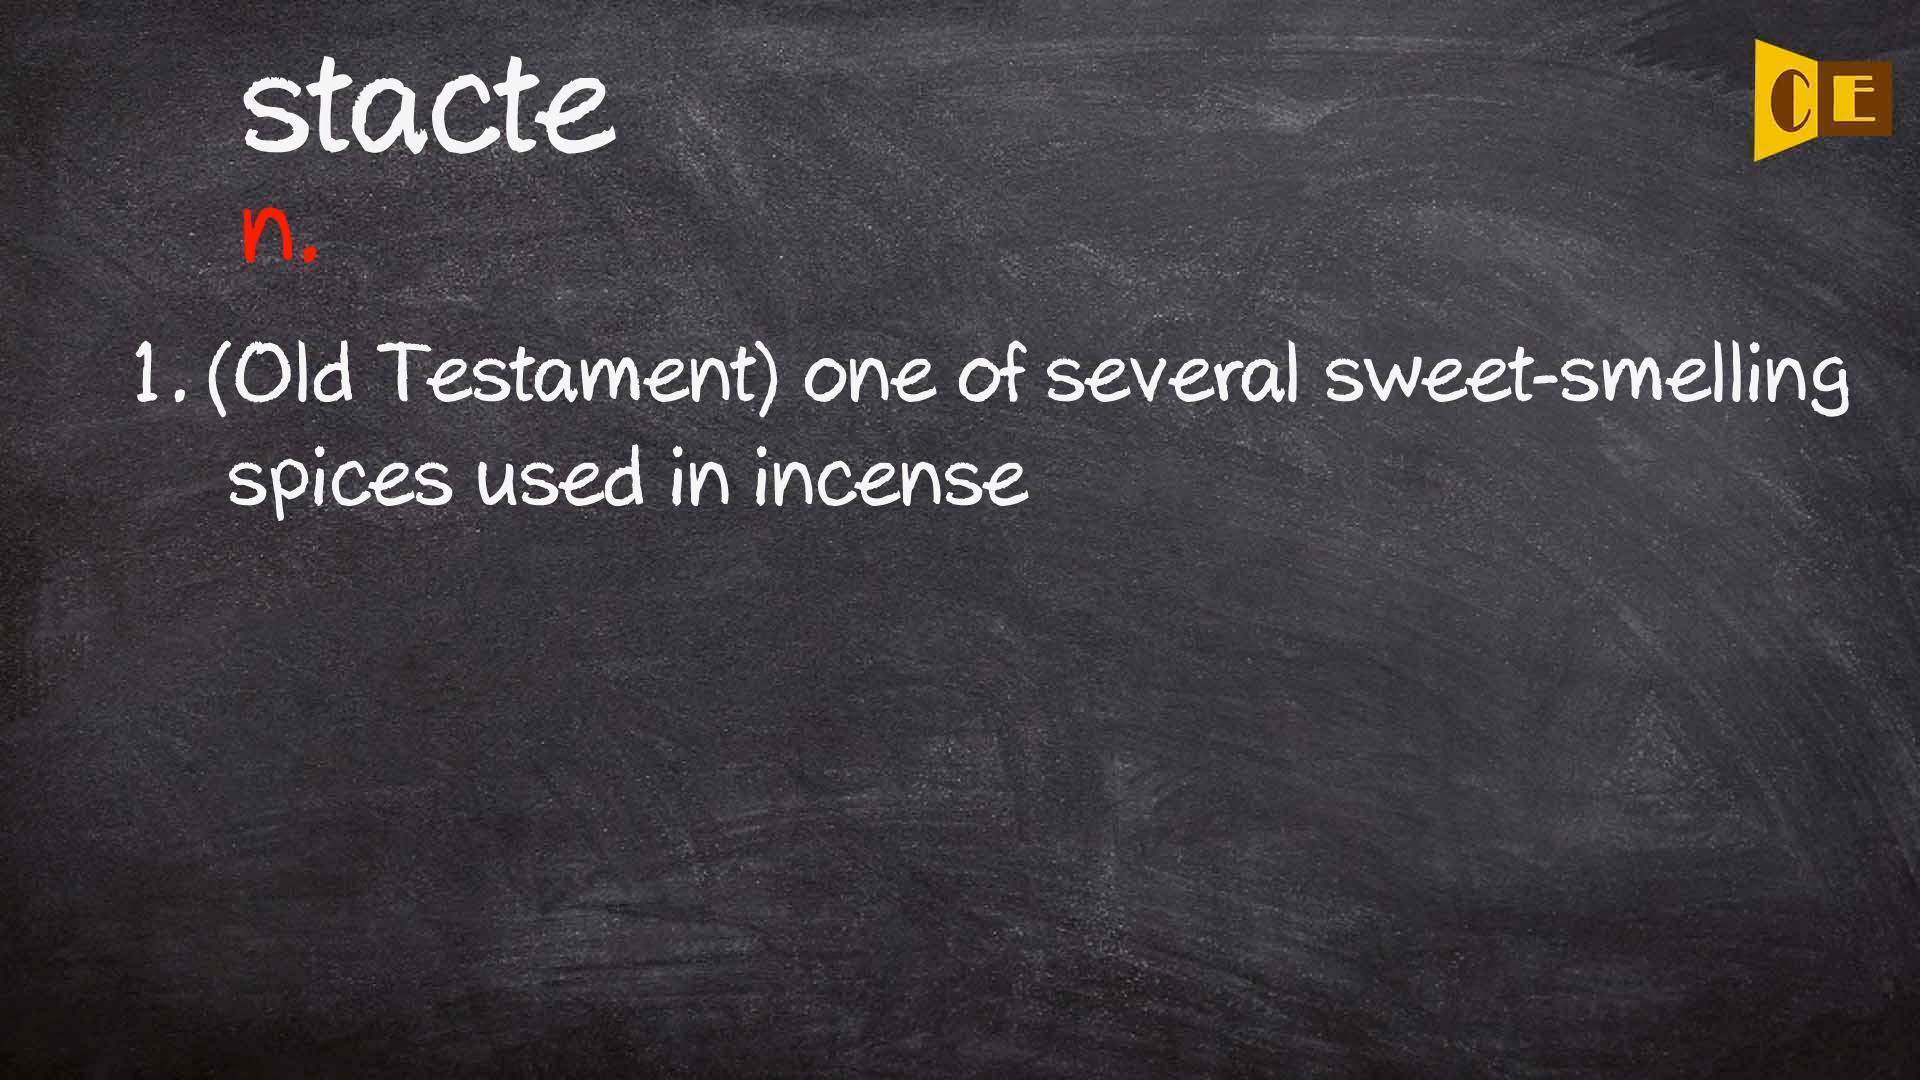 stacte
CE
n.
1. (Old Testament) one of several sweet-smelling
spices used in incense